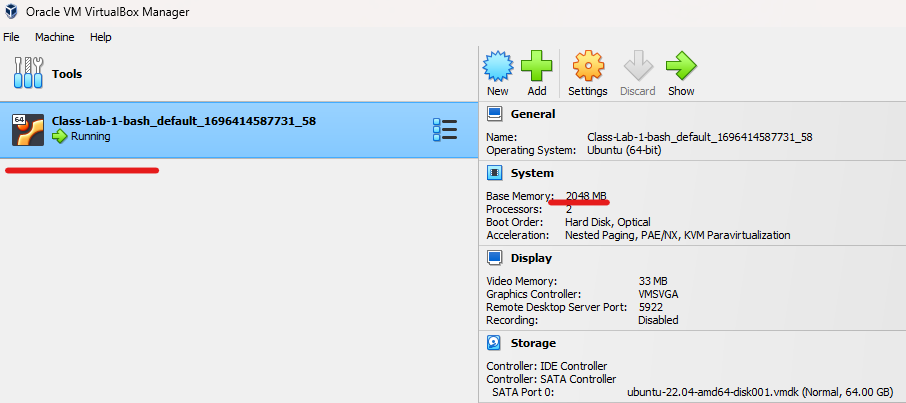 Oracle VM VirtualBox Manager
File Machine Help
Tools
New Add Settings Discard Show
64
Class-Lab-1-bash_default_1696414587731_58
Running
General
Name: Class-Lab-1-bash_default_1696414587731_58
Operating System: Ubuntu (64-bit)
System
Base Memory: 2048 MB
Processors: 2
Boot Order: Hard Disk, Optical
Acceleration: Nested Paging, PAE/NX, KVM Paravirtualization
Display
Video Memory: 33 MB
Graphics Controller: VMSVGA
Remote Desktop Server Port: 5922
Recording: Disabled
Storage
Controller: IDE Controller
Controller: SATA Controller
SATA Port 0: ubuntu-22.04-amd64-disk001.vmdk (Normal, 64.00 GB)